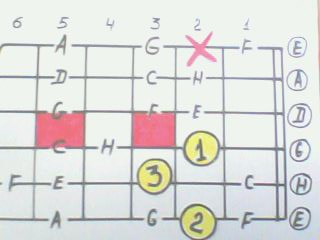 6 5 4 3 2 1
A G F E
D C H A
G F E D
C H 1 G
F E 3 C H
A G 2 F E